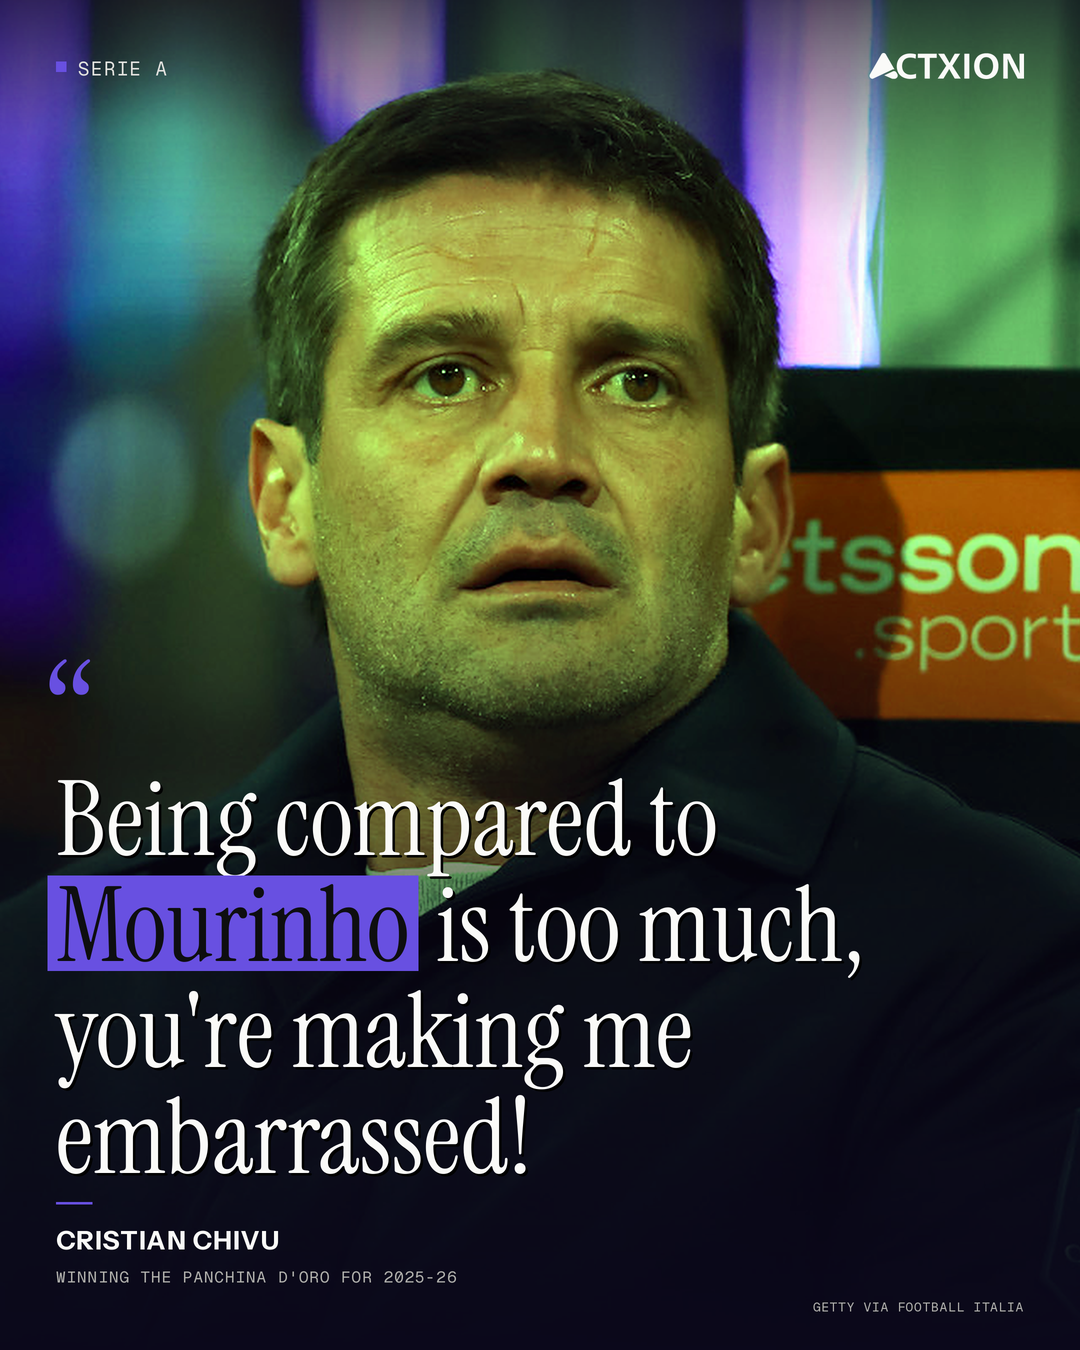 SERIE A
ACTXION
etsson
.sport
“
Being compared to
Mourinho is too much,
you're making me
embarrassed!
CRISTIAN CHIVU
WINNING THE PANCHINA D'ORO FOR 2025-26
GETTY VIA FOOTBALL ITALIA